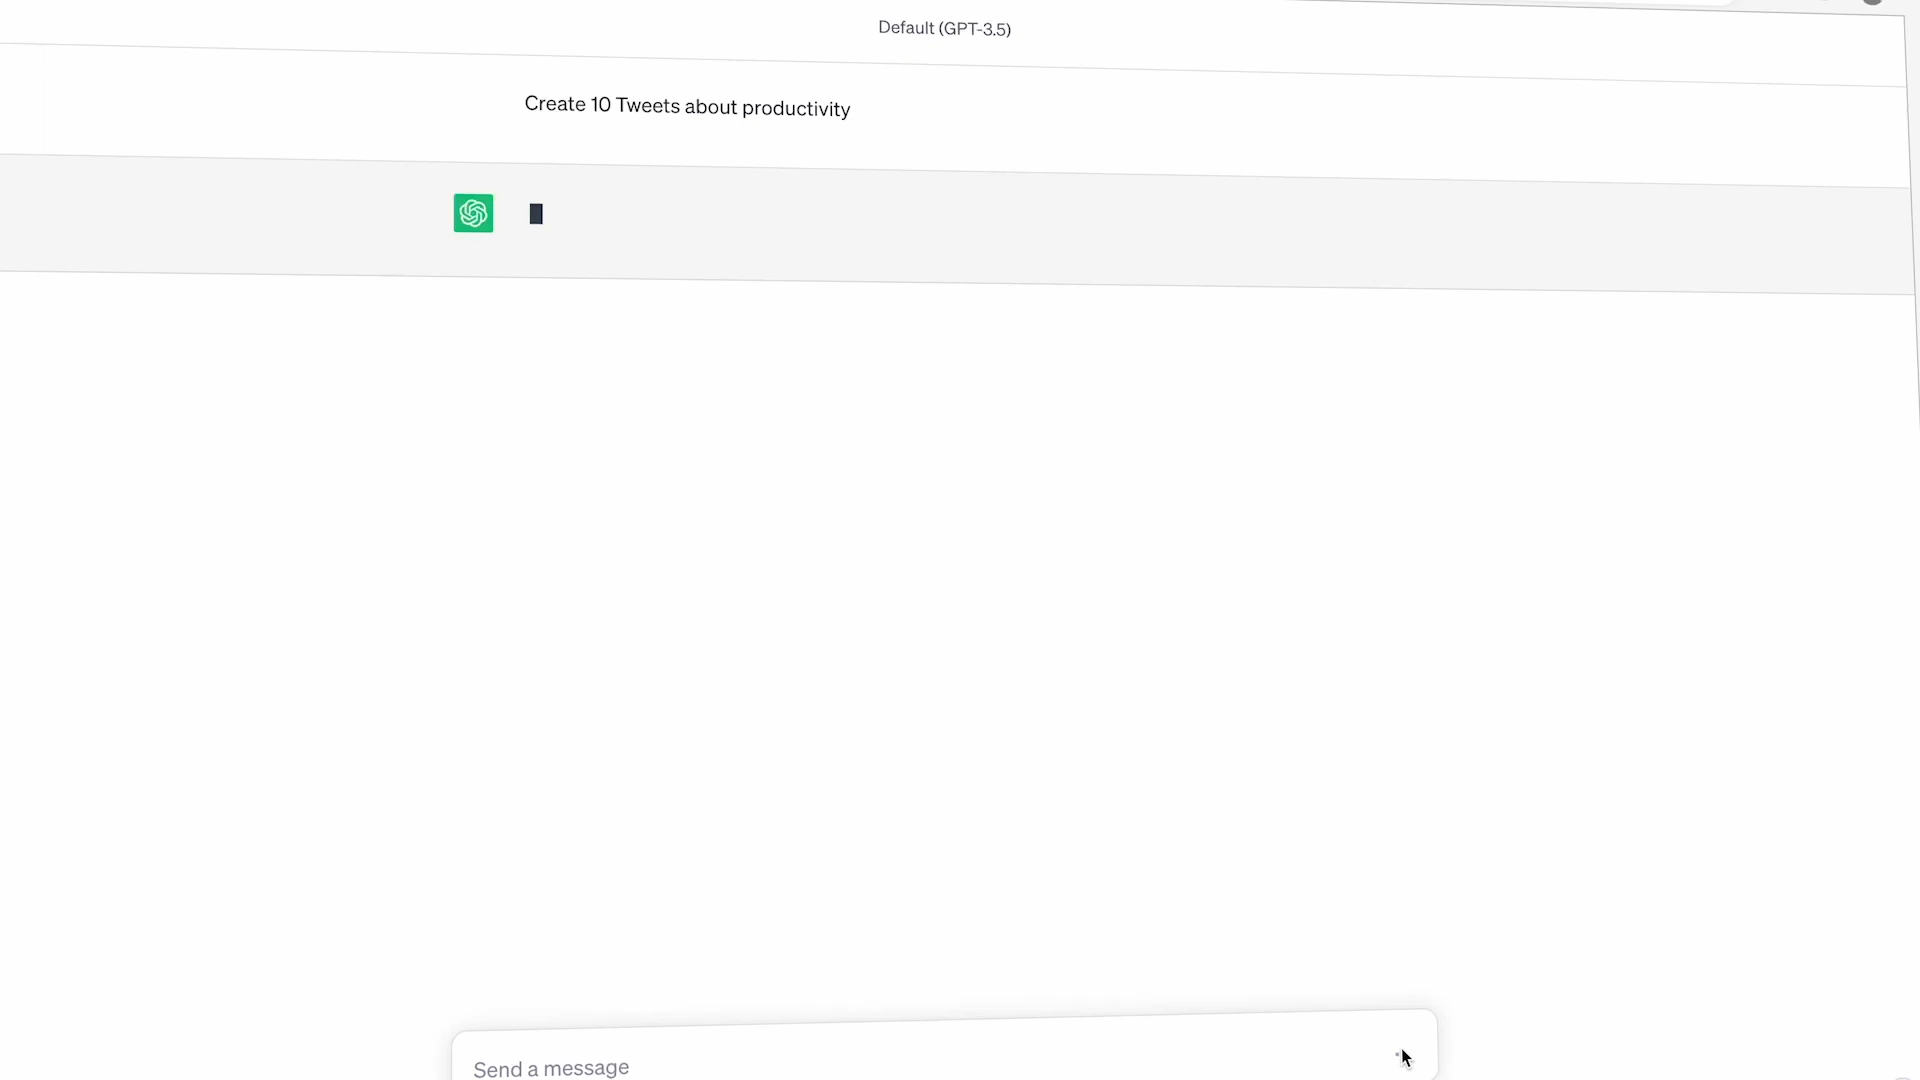 Default (GPT-3.5)
Create 10 Tweets about productivity
Send a message